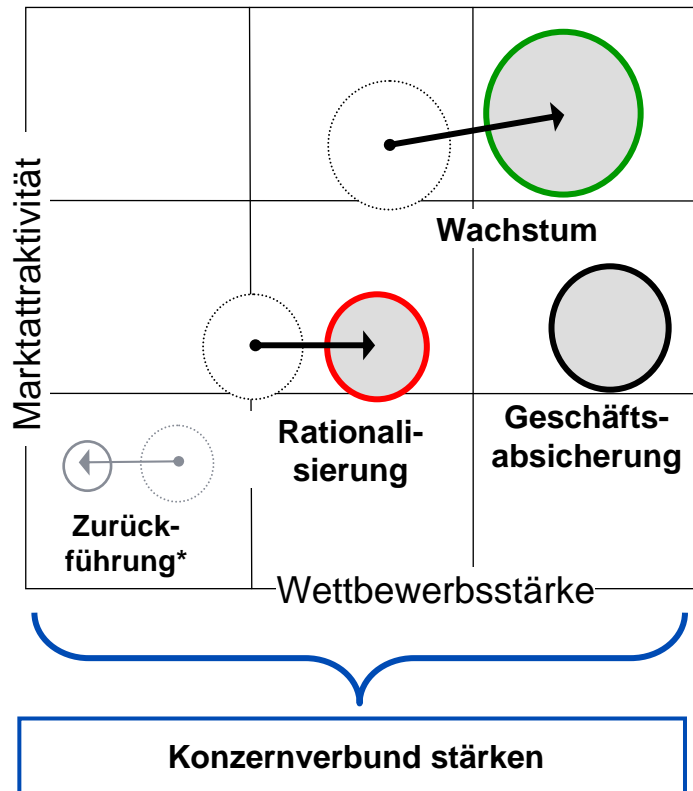 Marktattraktivität
Wachstum
Rationali-
sierung
Geschäfts-
absicherung
Zurück-
führung*
Wettbewerbsstärke
Konzernverbund stärken